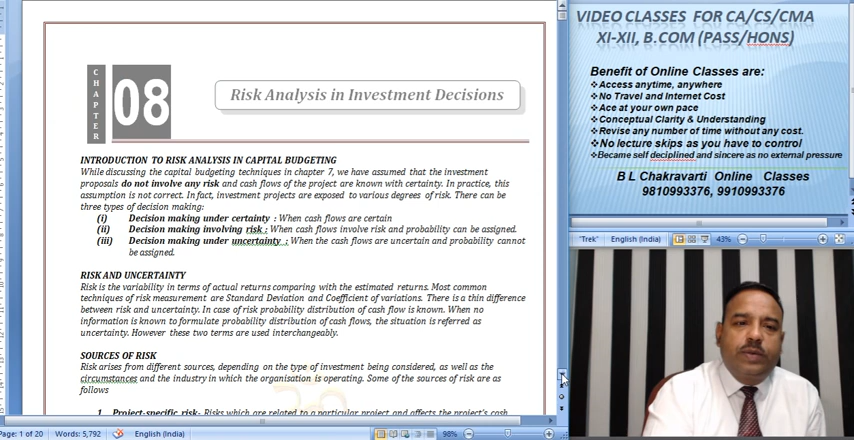 CHAPTER
08
Risk Analysis in Investment Decisions
INTRODUCTION TO RISK ANALYSIS IN CAPITAL BUDGETING
While discussing the capital budgeting techniques in chapter 7, we have assumed that the investment
proposals do not involve any risk and cash flows of the project are known with certainty. In practice, this
assumption is not correct. In fact, investment projects are exposed to various degrees of risk. There can be
three types of decision making:
(i) Decision making under certainty : When cash flows are certain
(ii) Decision making involving risk : When cash flows involve risk and probability can be assigned.
(iii) Decision making under uncertainty : When the cash flows are uncertain and probability cannot
be assigned.
RISK AND UNCERTAINTY
Risk is the variability in terms of actual returns comparing with the estimated returns. Most common
techniques of risk measurement are Standard Deviation and Coefficient of variations. There is a thin difference
between risk and uncertainty. In case of risk probability distribution of cash flow is known. When no
information is known to formulate probability distribution of cash flows, the situation is referred as
uncertainty. However these two terms are used interchangeably.
SOURCES OF RISK
Risk arises from different sources, depending on the type of investment being considered, as well as the
circumstances and the industry in which the organisation is operating. Some of the sources of risk are as
follows
1. Project-specific risk- Risks which are related to a particular project and affects the project's cash
Page: 1 of 20 Words: 5,792 English (India) 98%
VIDEO CLASSES FOR CA/CS/CMA
XI-XII, B.COM (PASS/HONS)
Benefit of Online Classes are:
❖Access anytime, anywhere
❖No Travel and Internet Cost
❖Ace at your own pace
❖Conceptual Clarity & Understanding
❖Revise any number of time without any cost.
❖No lecture skips as you have to control
❖Became self deciplined and sincere as no external pressure
B L Chakravarti Online Classes
9810993376, 9910993376
"Trek" English (India) 43%